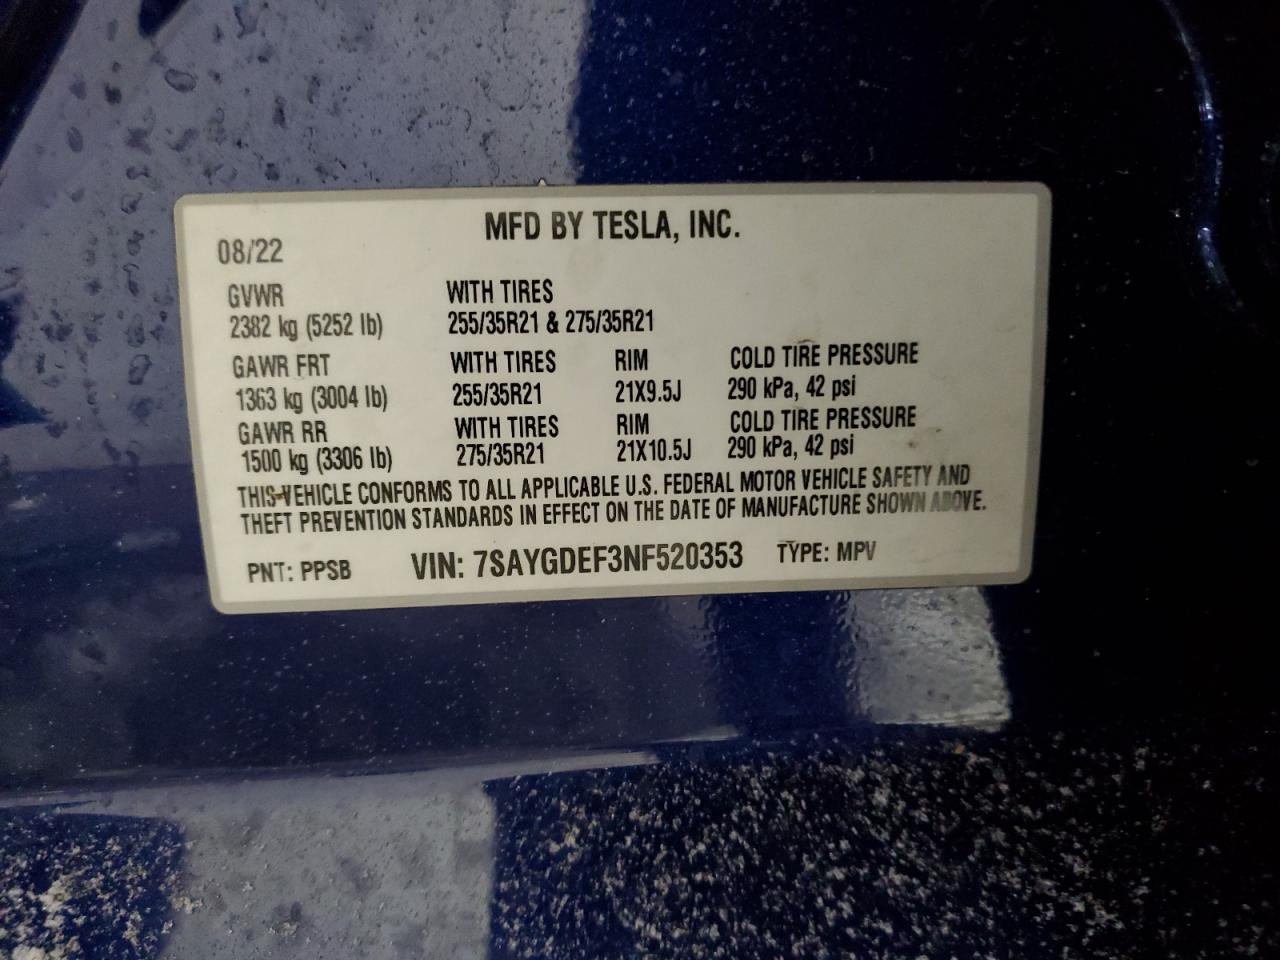 MFD BY TESLA, INC.
08/22
GVWR WITH TIRES
2382 kg (5252 lb) 255/35R21 & 275/35R21
GAWR FRT WITH TIRES RIM COLD TIRE PRESSURE
1363 kg (3004 lb) 255/35R21 21X9.5J 290 kPa, 42 psi
GAWR RR WITH TIRES RIM COLD TIRE PRESSURE
1500 kg (3306 lb) 275/35R21 21X10.5J 290 kPa, 42 psi
THIS VEHICLE CONFORMS TO ALL APPLICABLE U.S. FEDERAL MOTOR VEHICLE SAFETY AND
THEFT PREVENTION STANDARDS IN EFFECT ON THE DATE OF MANUFACTURE SHOWN ABOVE.
PNT: PPSB VIN: 7SAYGDEF3NF520353 TYPE: MPV